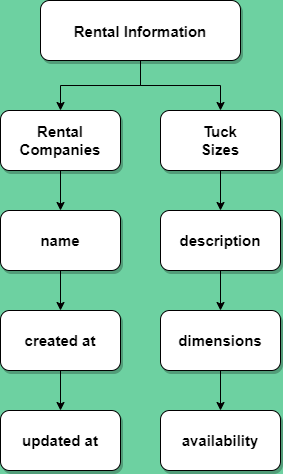 Rental Information
Rental
Companies
Tuck
Sizes
name
description
created at
dimensions
updated at
availability